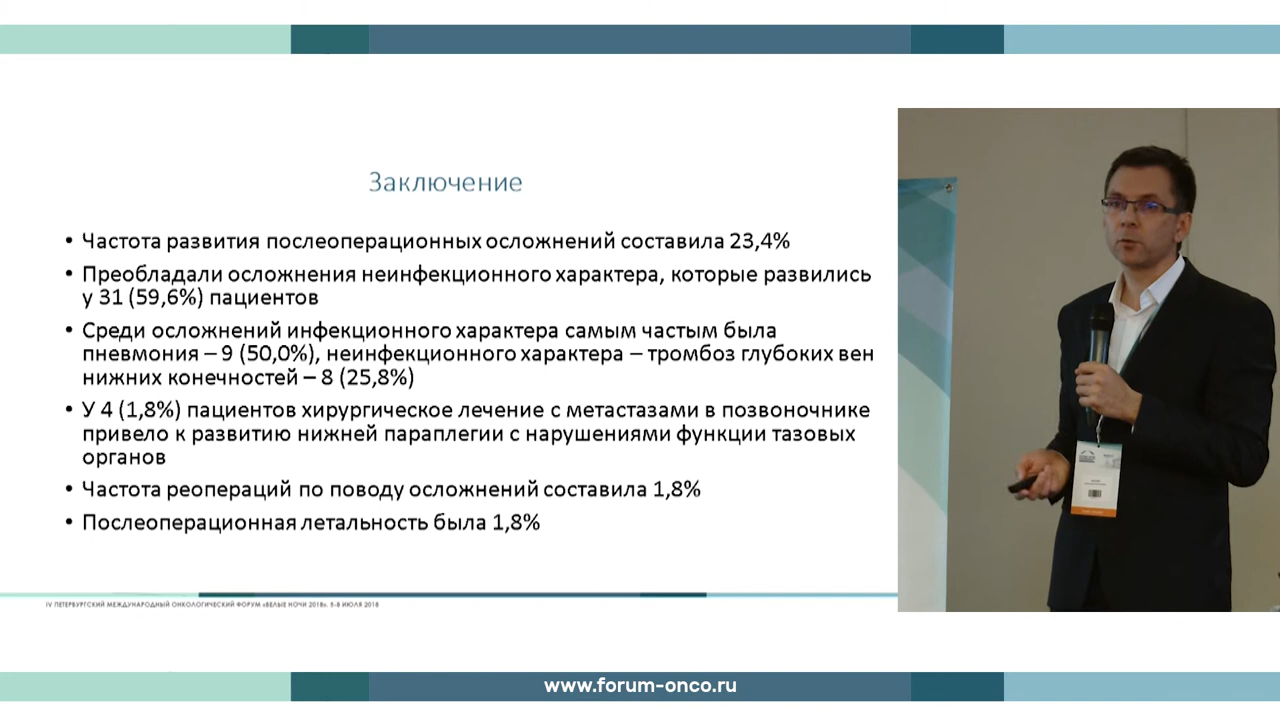 Заключение
• Частота развития послеоперационных осложнений составила 23,4%
• Преобладали осложнения неинфекционного характера, которые развились
у 31 (59,6%) пациентов
• Среди осложнений инфекционного характера самым частым была
пневмония – 9 (50,0%), неинфекционного характера – тромбоз глубоких вен
нижних конечностей – 8 (25,8%)
• У 4 (1,8%) пациентов хирургическое лечение с метастазами в позвоночнике
привело к развитию нижней параплегии с нарушениями функции тазовых
органов
• Частота реопераций по поводу осложнений составила 1,8%
• Послеоперационная летальность была 1,8%
IV ПЕТЕРБУРГСКИЙ МЕЖДУНАРОДНЫЙ ОНКОЛОГИЧЕСКИЙ ФОРУМ «БЕЛЫЕ НОЧИ 2018». 5-8 ИЮЛЯ 2018
www.forum-onco.ru